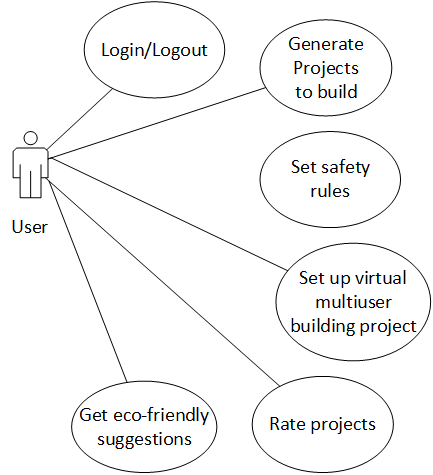 Login/Logout
Generate
Projects
to build
Set safety
rules
User
Set up virtual
multiuser
building project
Get eco-friendly
suggestions
Rate projects